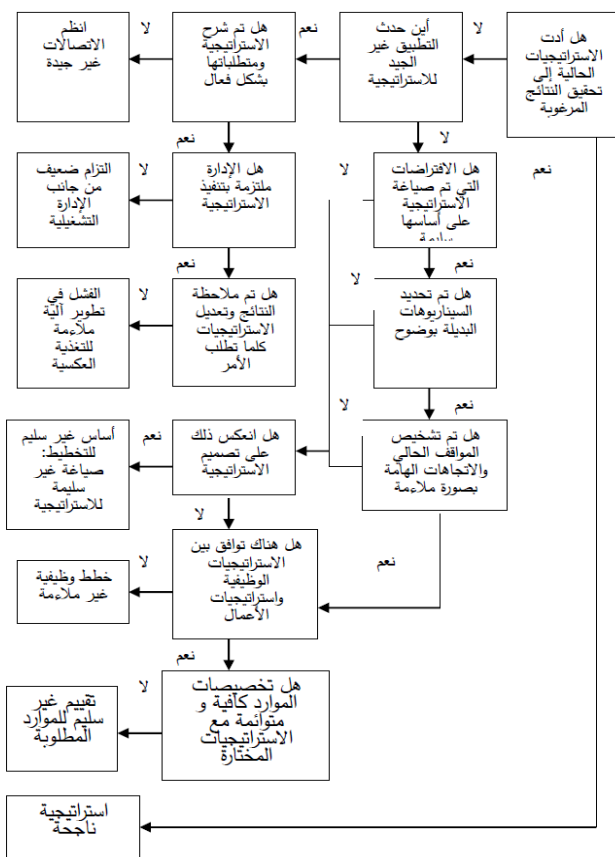 هل أدت
الاستراتيجيات
الحالية إلى
تحقيق النتائج
المرغوبة
لا
أين حدث
التطبيق غير
الجيد
للاستراتيجية
نعم
هل تم شرح
الاستراتيجية
ومتطلباتها
بشكل فعال
لا
انظم
الاتصالات
غير جيدة
نعم
لا
نعم
هل الافتراضات
التي تم صياغة
الاستراتيجية
على أساسها
سليمة
لا
هل الإدارة
ملتزمة بتنفيذ
الاستراتيجية
لا
التزام ضعيف
من جانب
الإدارة
التشغيلية
نعم
نعم
هل تم تحديد
السيناريوهات
البديلة بوضوح
لا
هل تم ملاحظة
النتائج وتعديل
الاستراتيجيات
كلما تطلب
الأمر
لا
الفشل في
تطوير آلية
ملاءمة
للتغذية
العكسية
نعم
هل تم تشخيص
المواقف الحالي
والاتجاهات الهامة
بصورة ملاءمة
لا
هل انعكس ذلك
على تصميم
الاستراتيجية
نعم
أساس غير سليم
للتخطيط:
صياغة غير
سليمة
للاستراتيجية
لا
نعم
هل هناك توافق بين
الاستراتيجيات
الوظيفية
واستراتيجيات
الأعمال
لا
خطط وظيفية
غير ملاءمة
نعم
هل تخصيصات
الموارد كافية و
متوائمة مع
الاستراتيجيات
المختارة
لا
تقييم غير
سليم للموارد
المطلوبة
استراتيجية
ناجحة